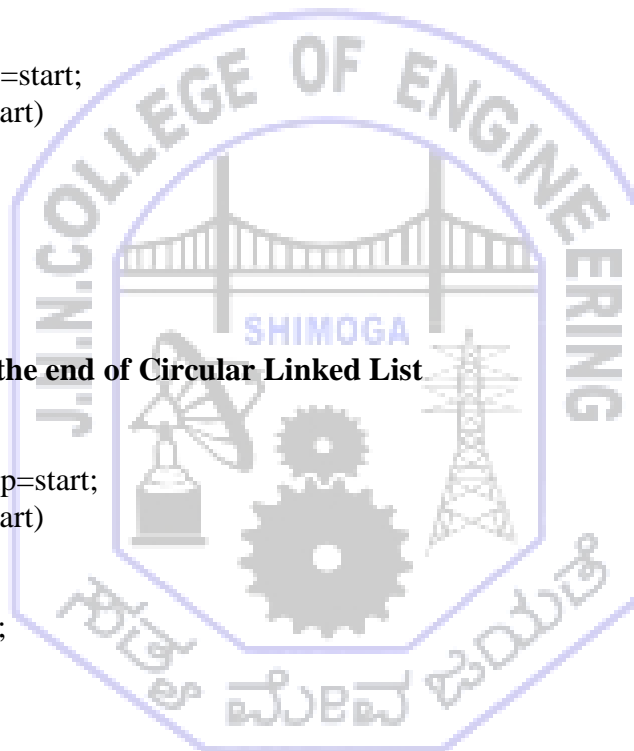 =start;
art)
J.N.N.COLLEGE OF ENGINEERING
SHIMOGA
the end of Circular Linked List
p=start;
art)
;